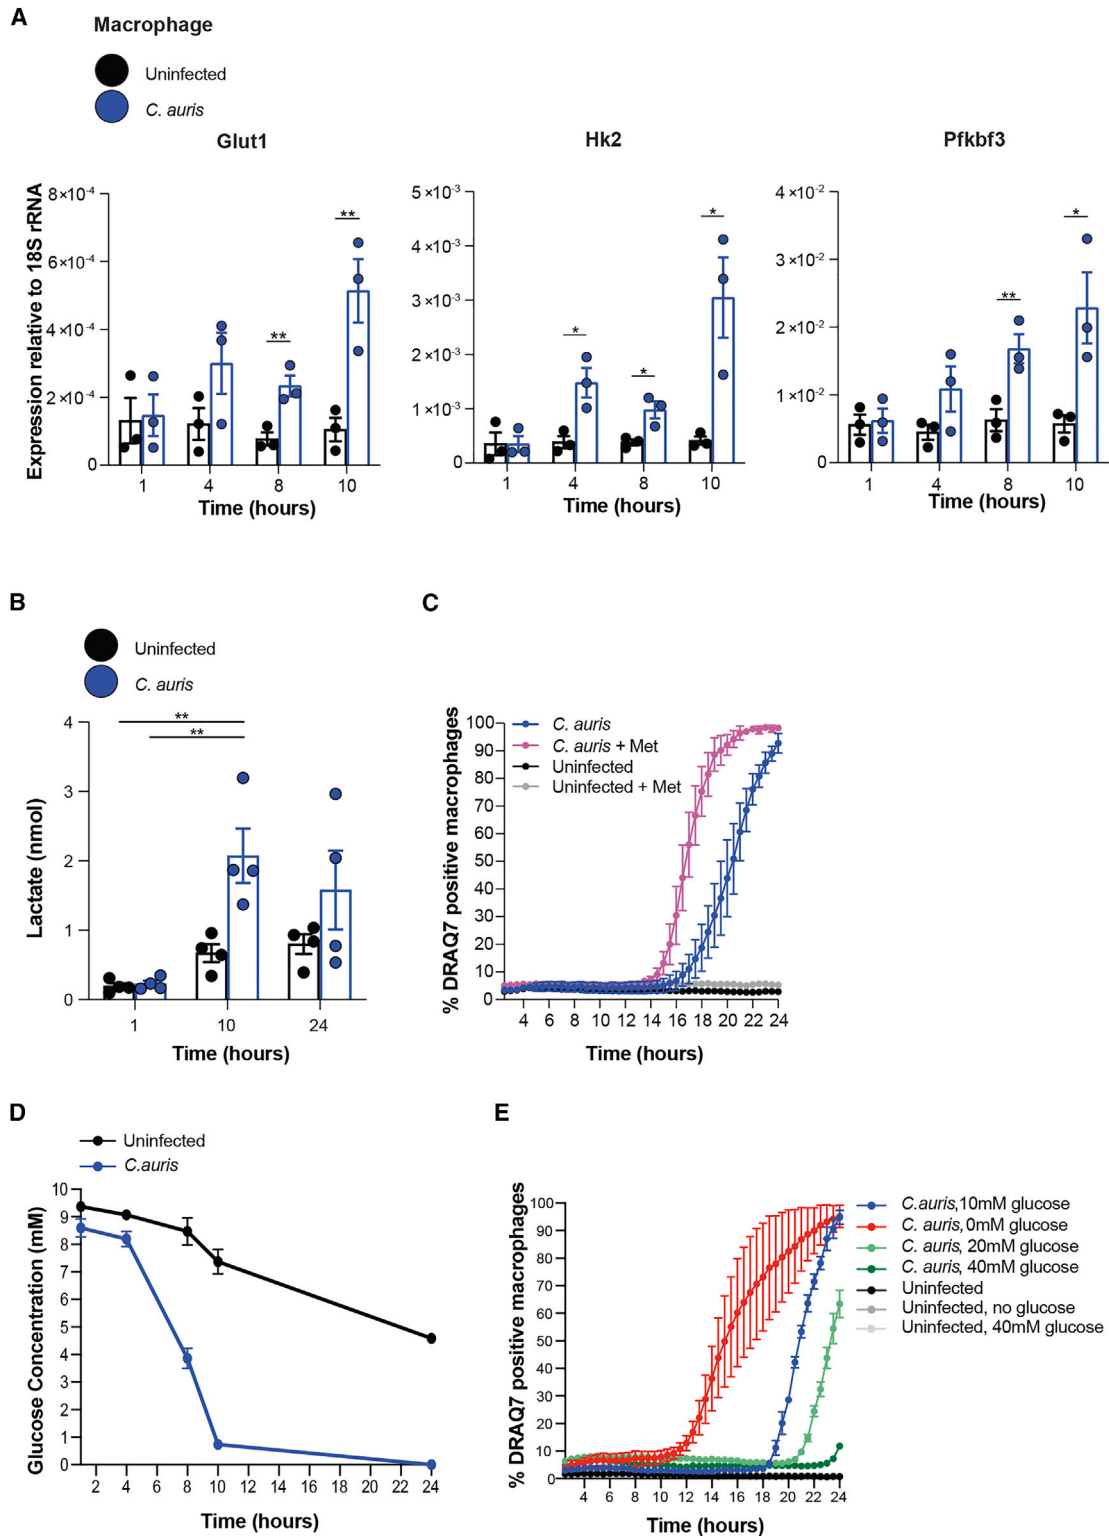 A
Macrophage
Uninfected
C. auris
Glut1
Hk2
Pfkbf3
Expression relative to 18S rRNA
8×10-4
6×10-4
4×10-4
2×10-4
0
**
**
1 4 8 10
Time (hours)
5×10-3
4×10-3
3×10-3
2×10-3
1×10-3
0
*
*
*
1 4 8 10
Time (hours)
4×10-2
3×10-2
2×10-2
1×10-2
0
**
*
1 4 8 10
Time (hours)
B
Uninfected
C. auris
Lactate (nmol)
4
3
2
1
0
**
**
1 10 24
Time (hours)
C
% DRAQ7 positive macrophages
100
90
80
70
60
50
40
30
20
10
0
C. auris
C. auris + Met
Uninfected
Uninfected + Met
4 6 8 10 12 14 16 18 20 22 24
Time (hours)
D
Uninfected
C.auris
Glucose Concentration (mM)
10
9
8
7
6
5
4
3
2
1
0
2 4 6 8 10 12 14 16 18 20 22 24
Time (hours)
E
% DRAQ7 positive macrophages
100
90
80
70
60
50
40
30
20
10
0
4 6 8 10 12 14 16 18 20 22 24
Time (hours)
C.auris,10mM glucose
C. auris, 0mM glucose
C. auris, 20mM glucose
C. auris, 40mM glucose
Uninfected
Uninfected, no glucose
Uninfected, 40mM glucose